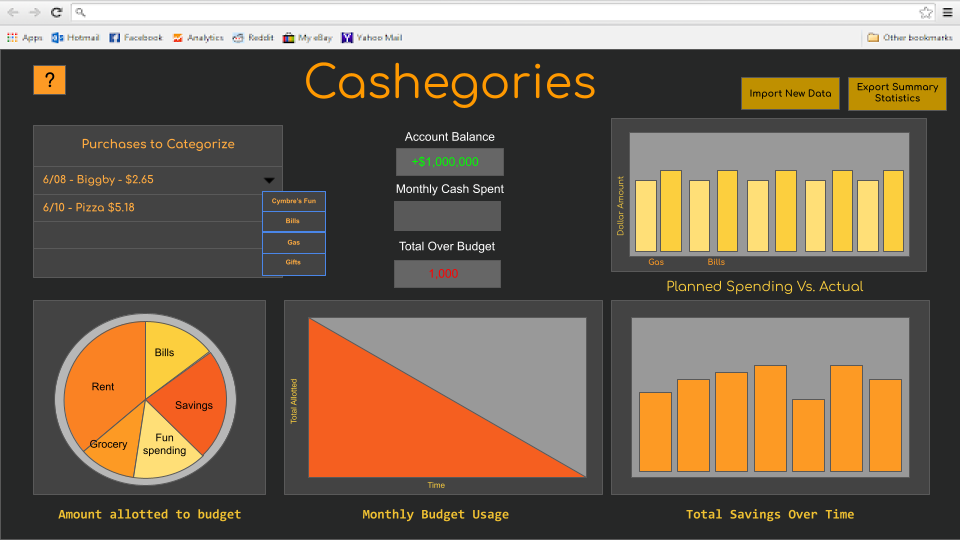 Apps Hotmail Facebook Analytics Reddit My eBay Yahoo Mail Other bookmarks
?
Cashegories
Import New Data
Export Summary
Statistics
Purchases to Categorize
6/08 - Biggby - $2.65
6/10 - Pizza $5.18
Cymbre's Fun
Bills
Gas
Gifts
Account Balance
+$1,000,000
Monthly Cash Spent
Total Over Budget
1,000
Dollar Amount
Gas Bills
Planned Spending Vs. Actual
Bills
Rent
Savings
Grocery
Fun
spending
Amount allotted to budget
Total Allotted
Time
Monthly Budget Usage
Total Savings Over Time